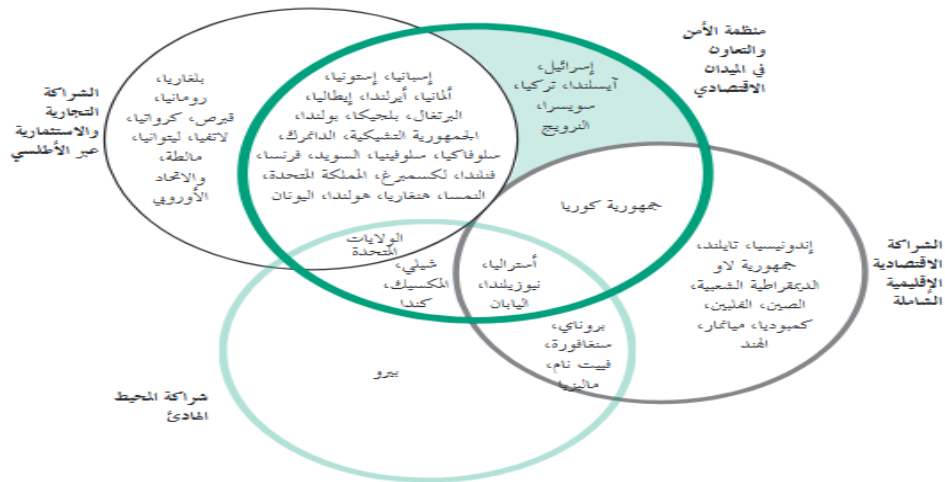 منظمة الأمن
والتعاون
في الميدان
الاقتصادي
إسرائيل،
آيسلندا، تركيا،
سويسرا،
النرويج
إسبانيا، إستونيا،
ألمانيا، أيرلندا، إيطاليا،
البرتغال، بلجيكا، بولندا،
الجمهورية التشيكية، الدانمرك،
سلوفاكيا، سلوفينيا، السويد، فرنسا،
فنلندا، لكسمبرغ، المملكة المتحدة،
النمسا، هنغاريا، هولندا، اليونان
بلغاريا،
رومانيا،
قبرص، كرواتيا،
لاتفيا، ليتوانيا،
مالطة،
والاتحاد
الأوروبي
الشراكة
التجارية
والاستثمارية
عبر الأطلسي
جمهورية كوريا
الشراكة
الاقتصادية
الإقليمية
الشاملة
إندونيسيا، تايلند،
جمهورية لاو
الديمقراطية الشعبية،
الصين، الفلبين،
كمبوديا، ميانمار،
الهند
أستراليا،
نيوزيلندا،
اليابان
الولايات
المتحدة
شيلي،
المكسيك،
كندا
بروناي،
سنغافورة،
فييت نام،
ماليزيا
بيرو
شراكة المحيط
الهادئ